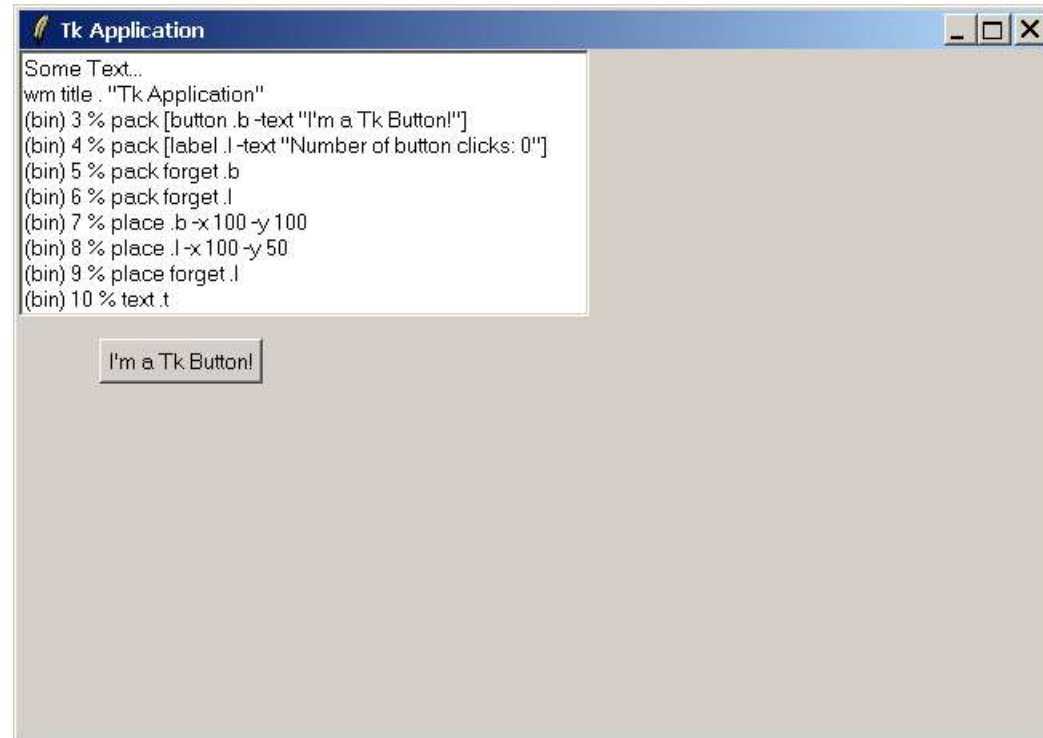 Tk Application
Some Text...
wm title . "Tk Application"
(bin) 3 % pack [button .b -text "I'm a Tk Button!"]
(bin) 4 % pack [label .l -text "Number of button clicks: 0"]
(bin) 5 % pack forget .b
(bin) 6 % pack forget .l
(bin) 7 % place .b -x 100 -y 100
(bin) 8 % place .l -x 100 -y 50
(bin) 9 % place forget .l
(bin) 10 % text .t
I'm a Tk Button!